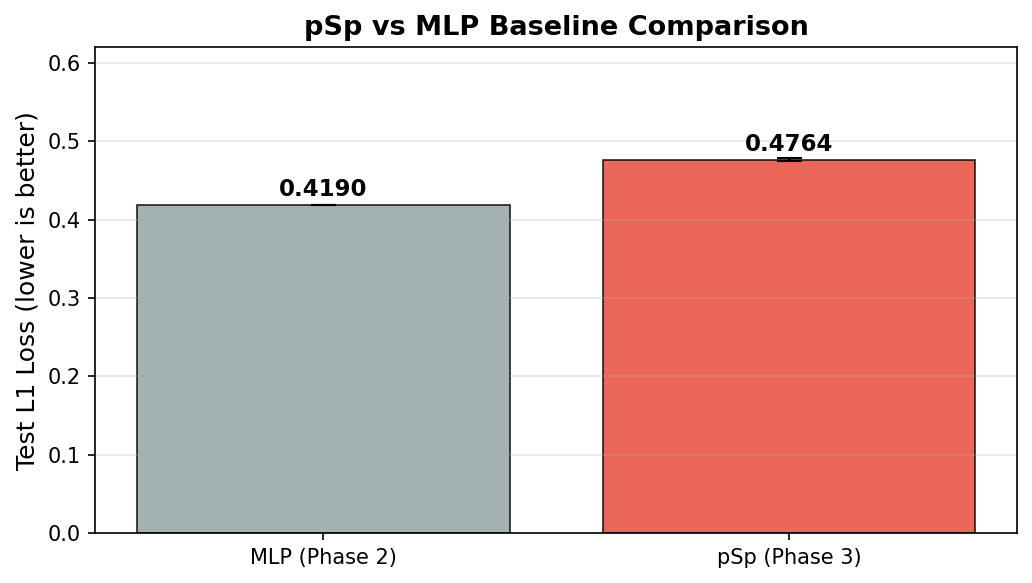 pSp vs MLP Baseline Comparison
Test L1 Loss (lower is better)
0.6
0.5
0.4
0.3
0.2
0.1
0.0
0.4190
0.4764
MLP (Phase 2)
pSp (Phase 3)